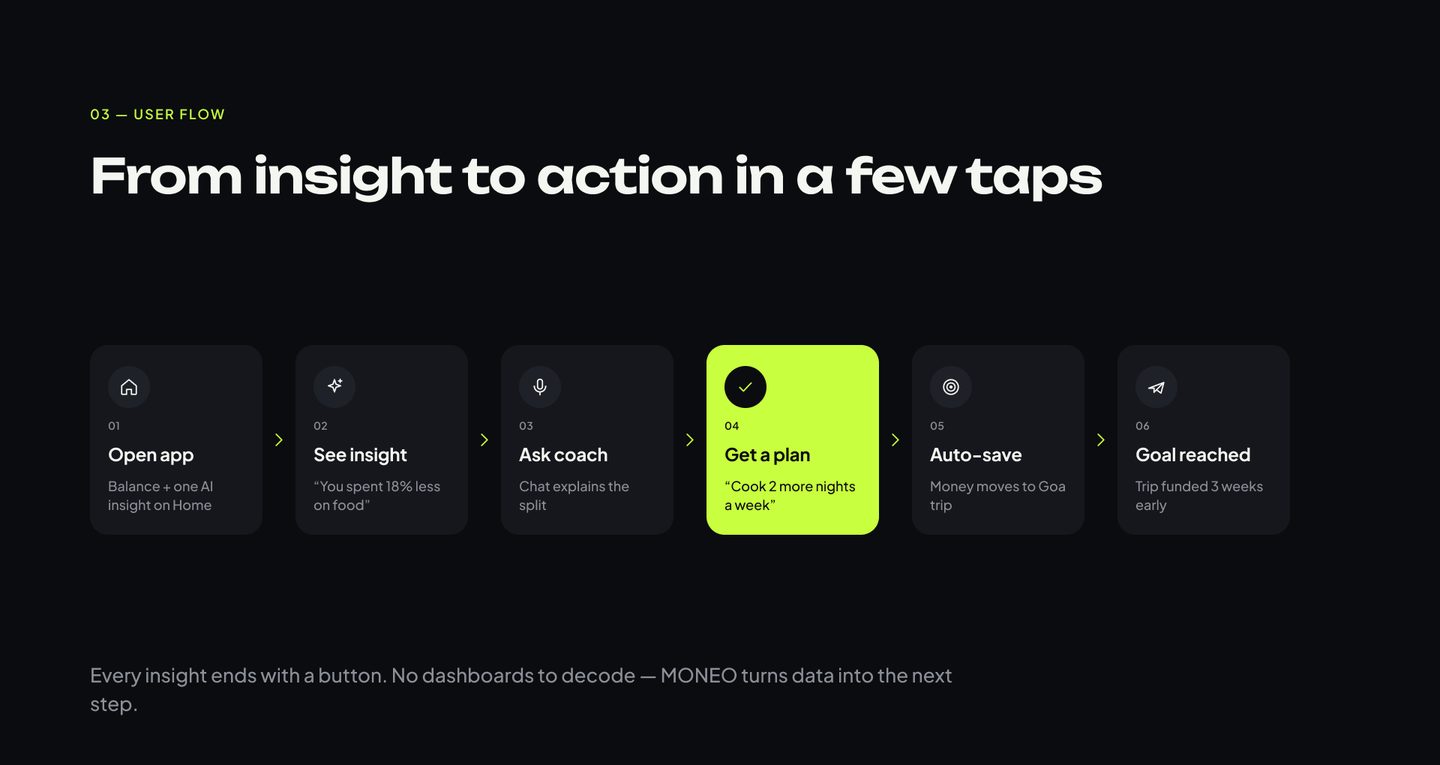 03 — USER FLOW
From insight to action in a few taps
01
Open app
Balance + one AI
insight on Home
02
See insight
“You spent 18% less
on food”
03
Ask coach
Chat explains the
split
04
Get a plan
“Cook 2 more nights
a week”
05
Auto-save
Money moves to Goa
trip
06
Goal reached
Trip funded 3 weeks
early
Every insight ends with a button. No dashboards to decode — MONEO turns data into the next
step.